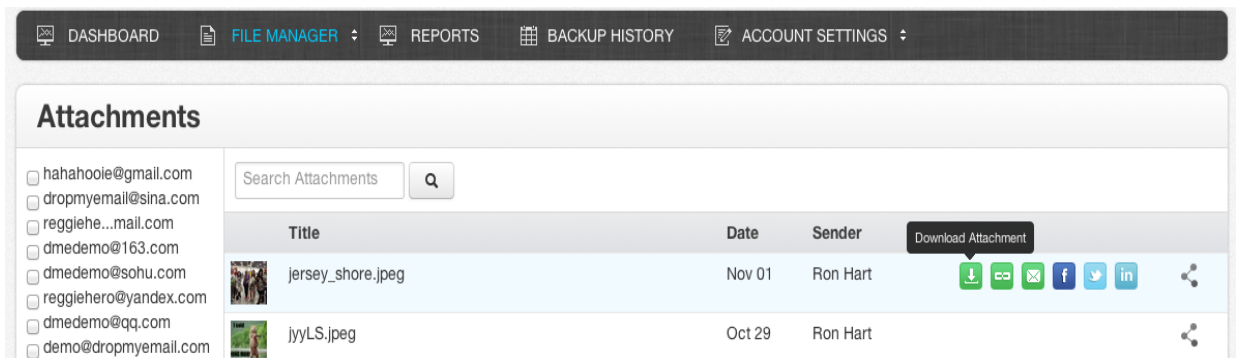 DASHBOARD FILE MANAGER REPORTS BACKUP HISTORY ACCOUNT SETTINGS
Attachments
hahahooie@gmail.com
dropmyemail@sina.com
reggiehe...mail.com
dmedemo@163.com
dmedemo@sohu.com
reggiehero@yandex.com
dmedemo@qq.com
demo@dropmyemail.com
Search Attachments
Title Date Sender
Download Attachment
jersey_shore.jpeg Nov 01 Ron Hart
f in
jyyLS.jpeg Oct 29 Ron Hart